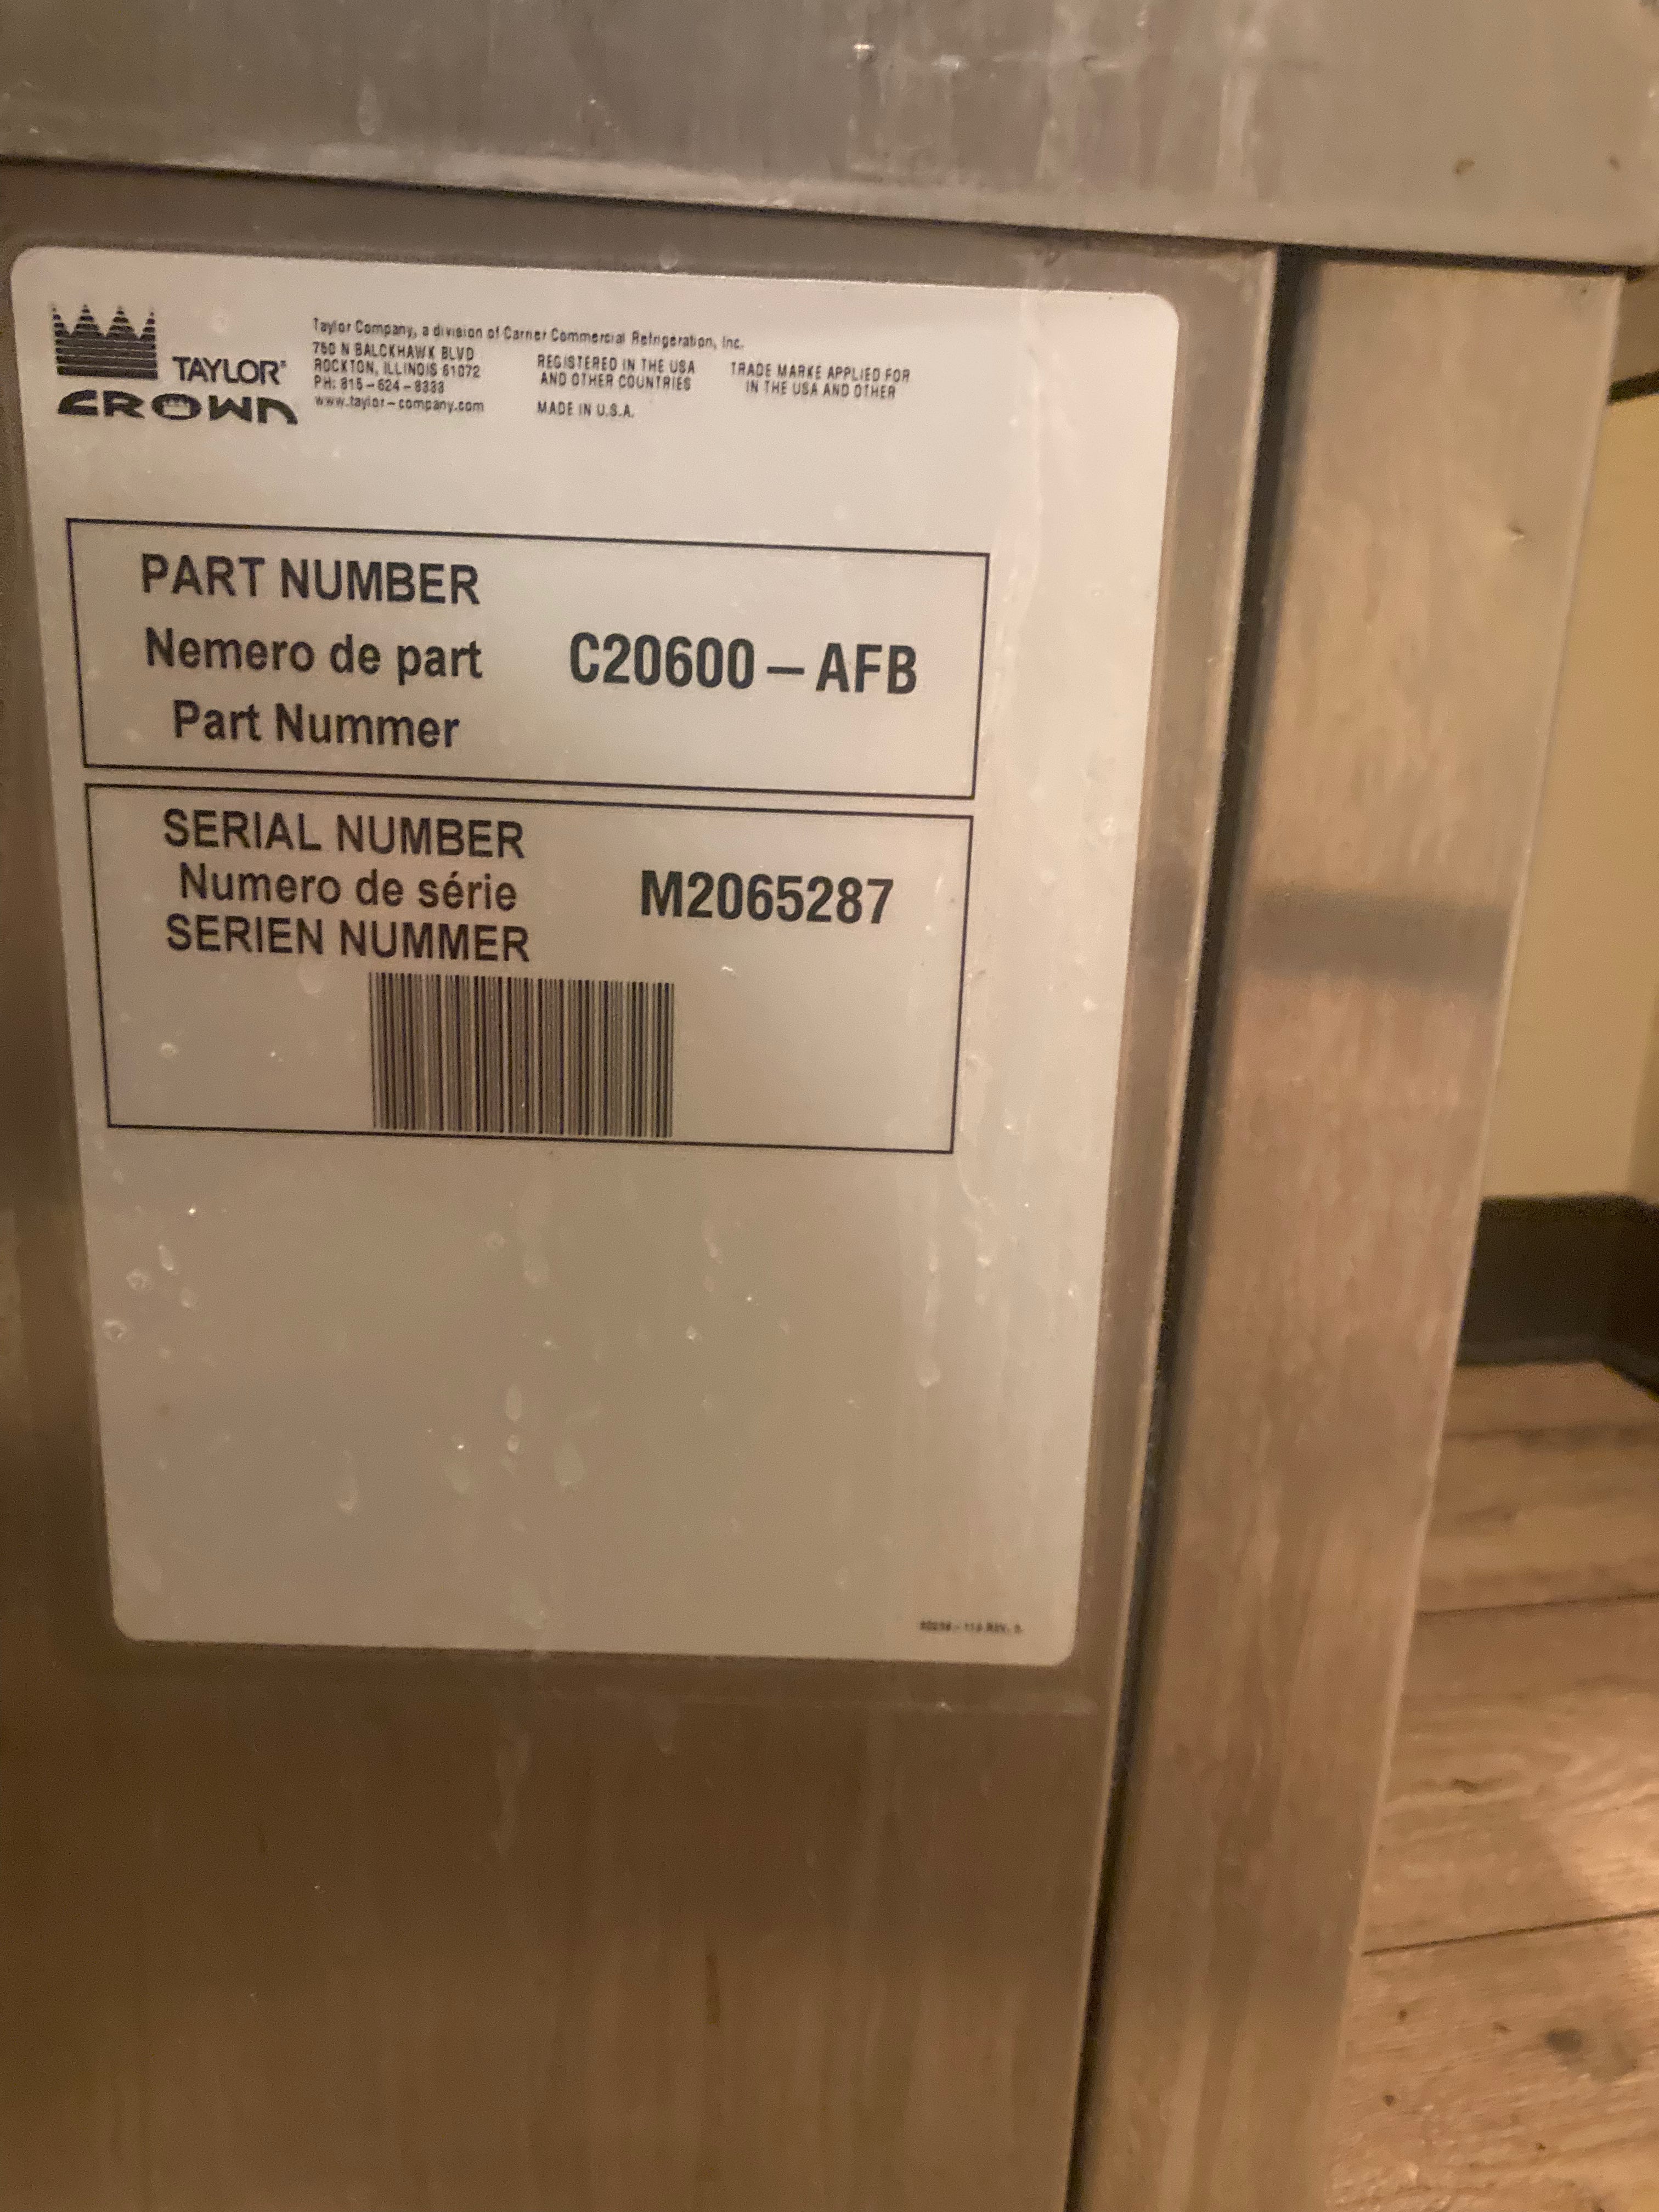 TAYLOR®
CROWN
Taylor Company, a division of Carrier Commercial Refrigeration, Inc.
750 N BALCKHAWK BLVD
ROCKTON, ILLINOIS 61072
PH: 815-624-8333
www.taylor-company.com
REGISTERED IN THE USA
AND OTHER COUNTRIES
MADE IN U.S.A.
TRADE MARKE APPLIED FOR
IN THE USA AND OTHER
PART NUMBER
Nemero de part C20600-AFB
Part Nummer
SERIAL NUMBER
Numero de série M2065287
SERIEN NUMMER
REV.